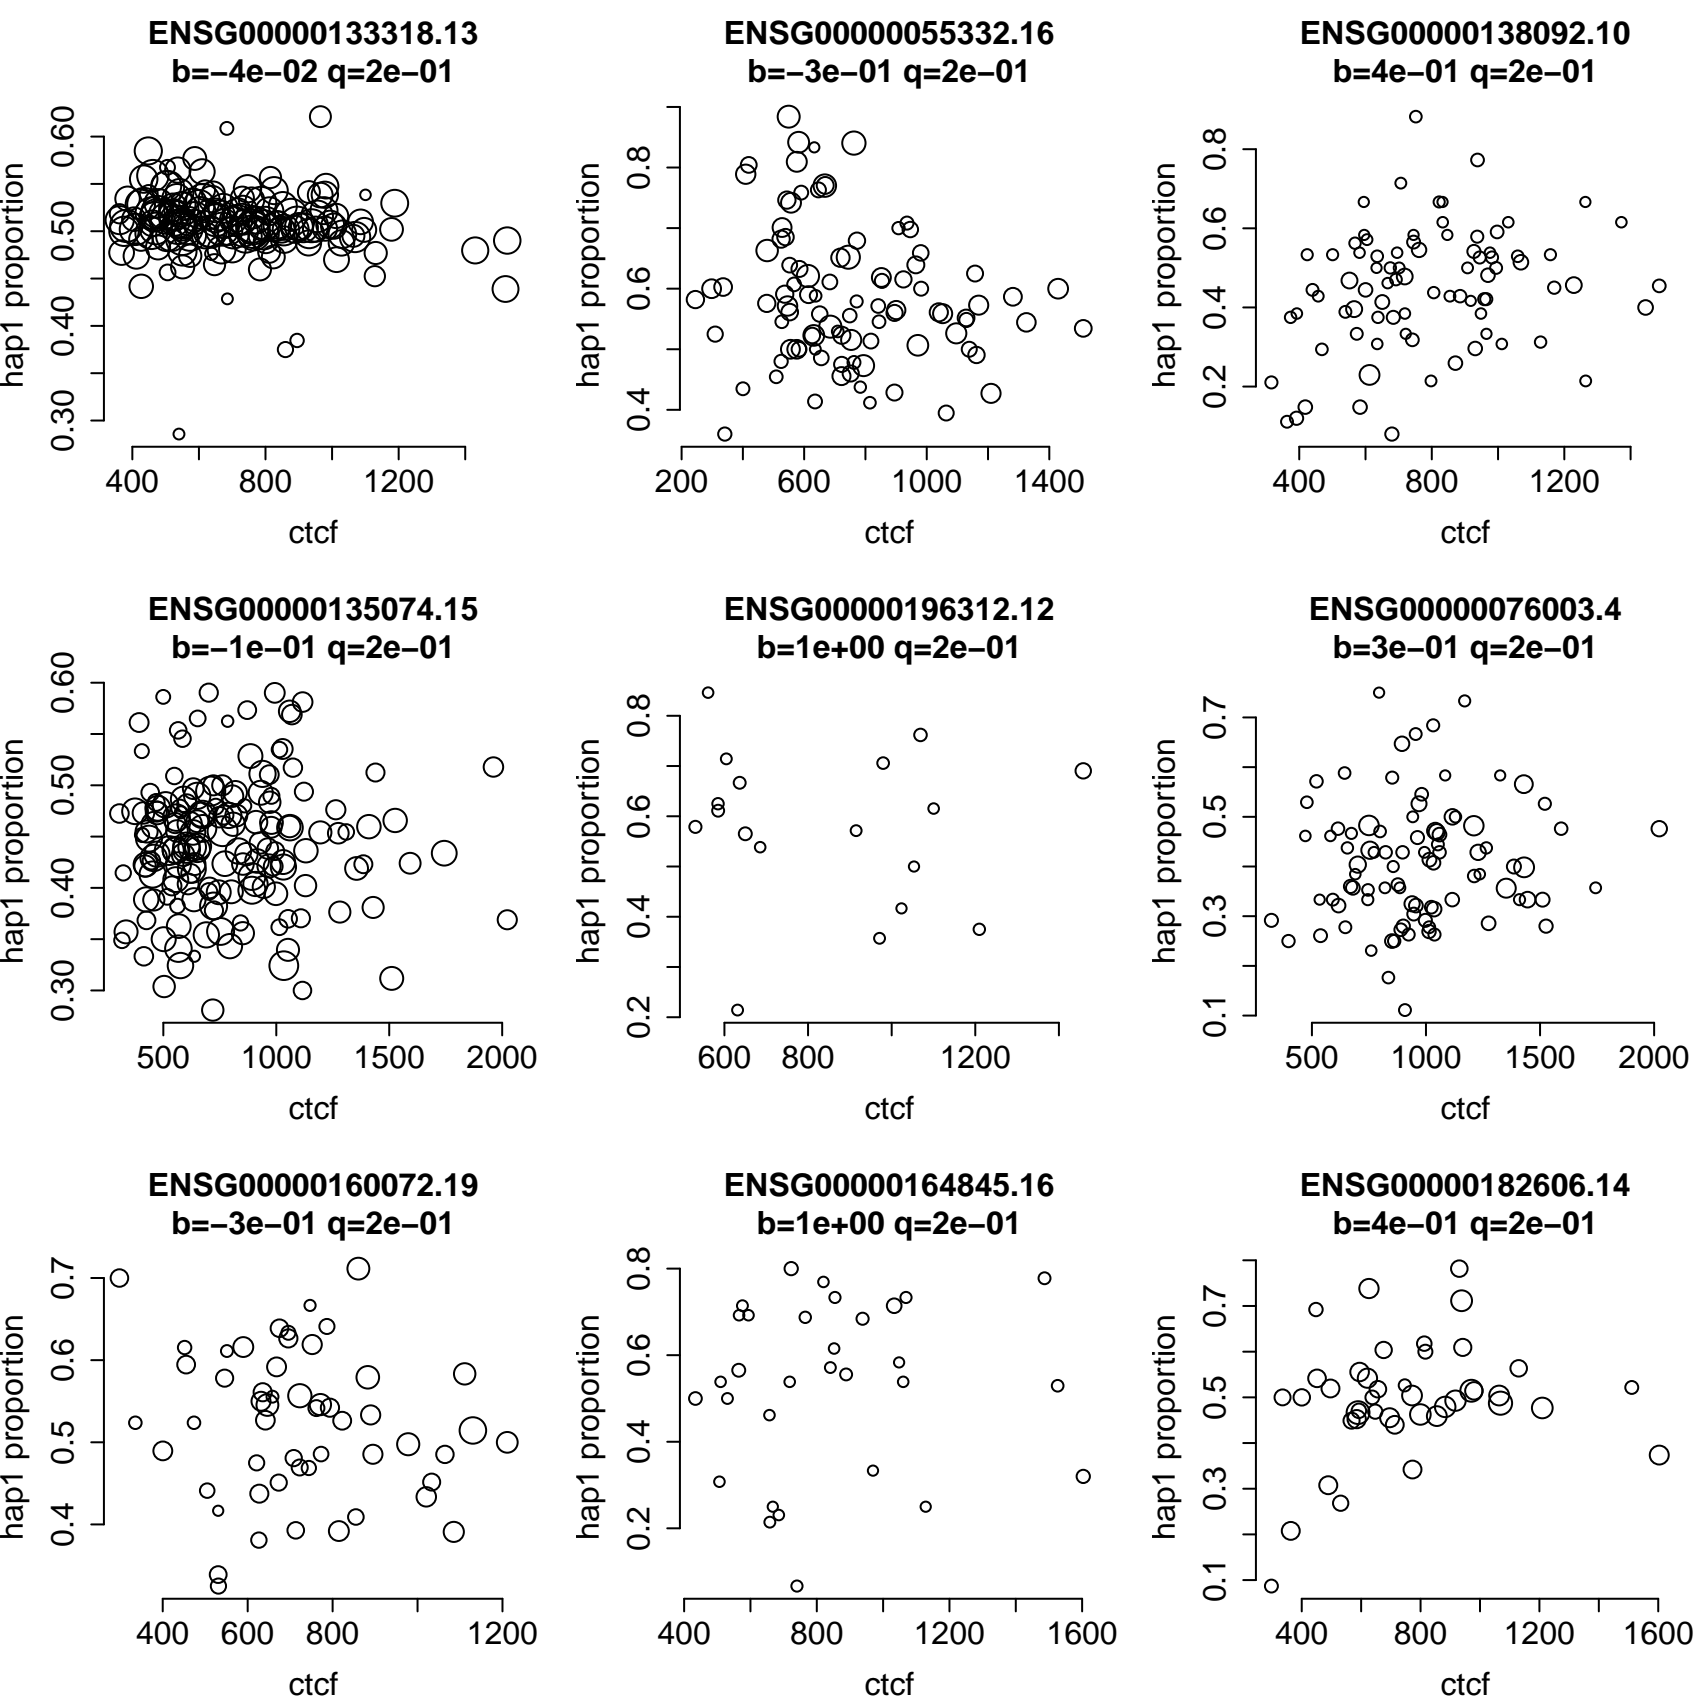 ENSG00000133318.13
b=−4e−02 q=2e−01
hap1 proportion
0.30 0.40 0.50 0.60
400 800 1200
ctcf
ENSG00000055332.16
b=−3e−01 q=2e−01
hap1 proportion
0.4 0.6 0.8
200 600 1000 1400
ctcf
ENSG00000138092.10
b=4e−01 q=2e−01
hap1 proportion
0.2 0.4 0.6 0.8
400 800 1200
ctcf
ENSG00000135074.15
b=−1e−01 q=2e−01
hap1 proportion
0.30 0.40 0.50 0.60
500 1000 1500 2000
ctcf
ENSG00000196312.12
b=1e+00 q=2e−01
hap1 proportion
0.2 0.4 0.6 0.8
600 800 1200
ctcf
ENSG00000076003.4
b=3e−01 q=2e−01
hap1 proportion
0.1 0.3 0.5 0.7
500 1000 1500 2000
ctcf
ENSG00000160072.19
b=−3e−01 q=2e−01
hap1 proportion
0.4 0.5 0.6 0.7
400 600 800 1200
ctcf
ENSG00000164845.16
b=1e+00 q=2e−01
hap1 proportion
0.2 0.4 0.6 0.8
400 800 1200 1600
ctcf
ENSG00000182606.14
b=4e−01 q=2e−01
hap1 proportion
0.1 0.3 0.5 0.7
400 800 1200 1600
ctcf